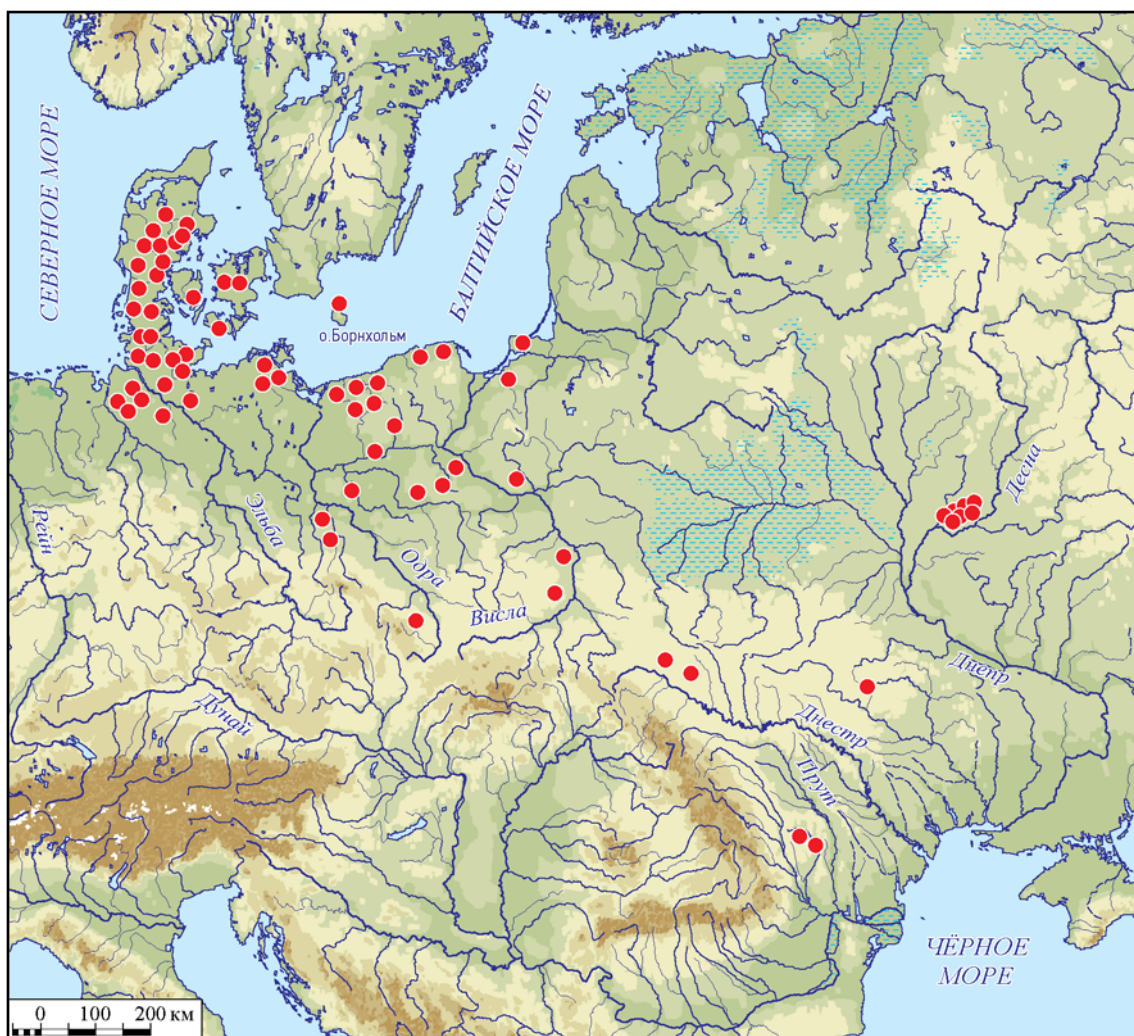 СЕВЕРНОЕ МОРЕ
БАЛТИЙСКОЕ МОРЕ
о.Борнхольм
Десна
Рейн
Эльба
Одра
Висла
Днепр
Дунай
Днестр
Прут
ЧЁРНОЕ
МОРЕ
0 100 200 км